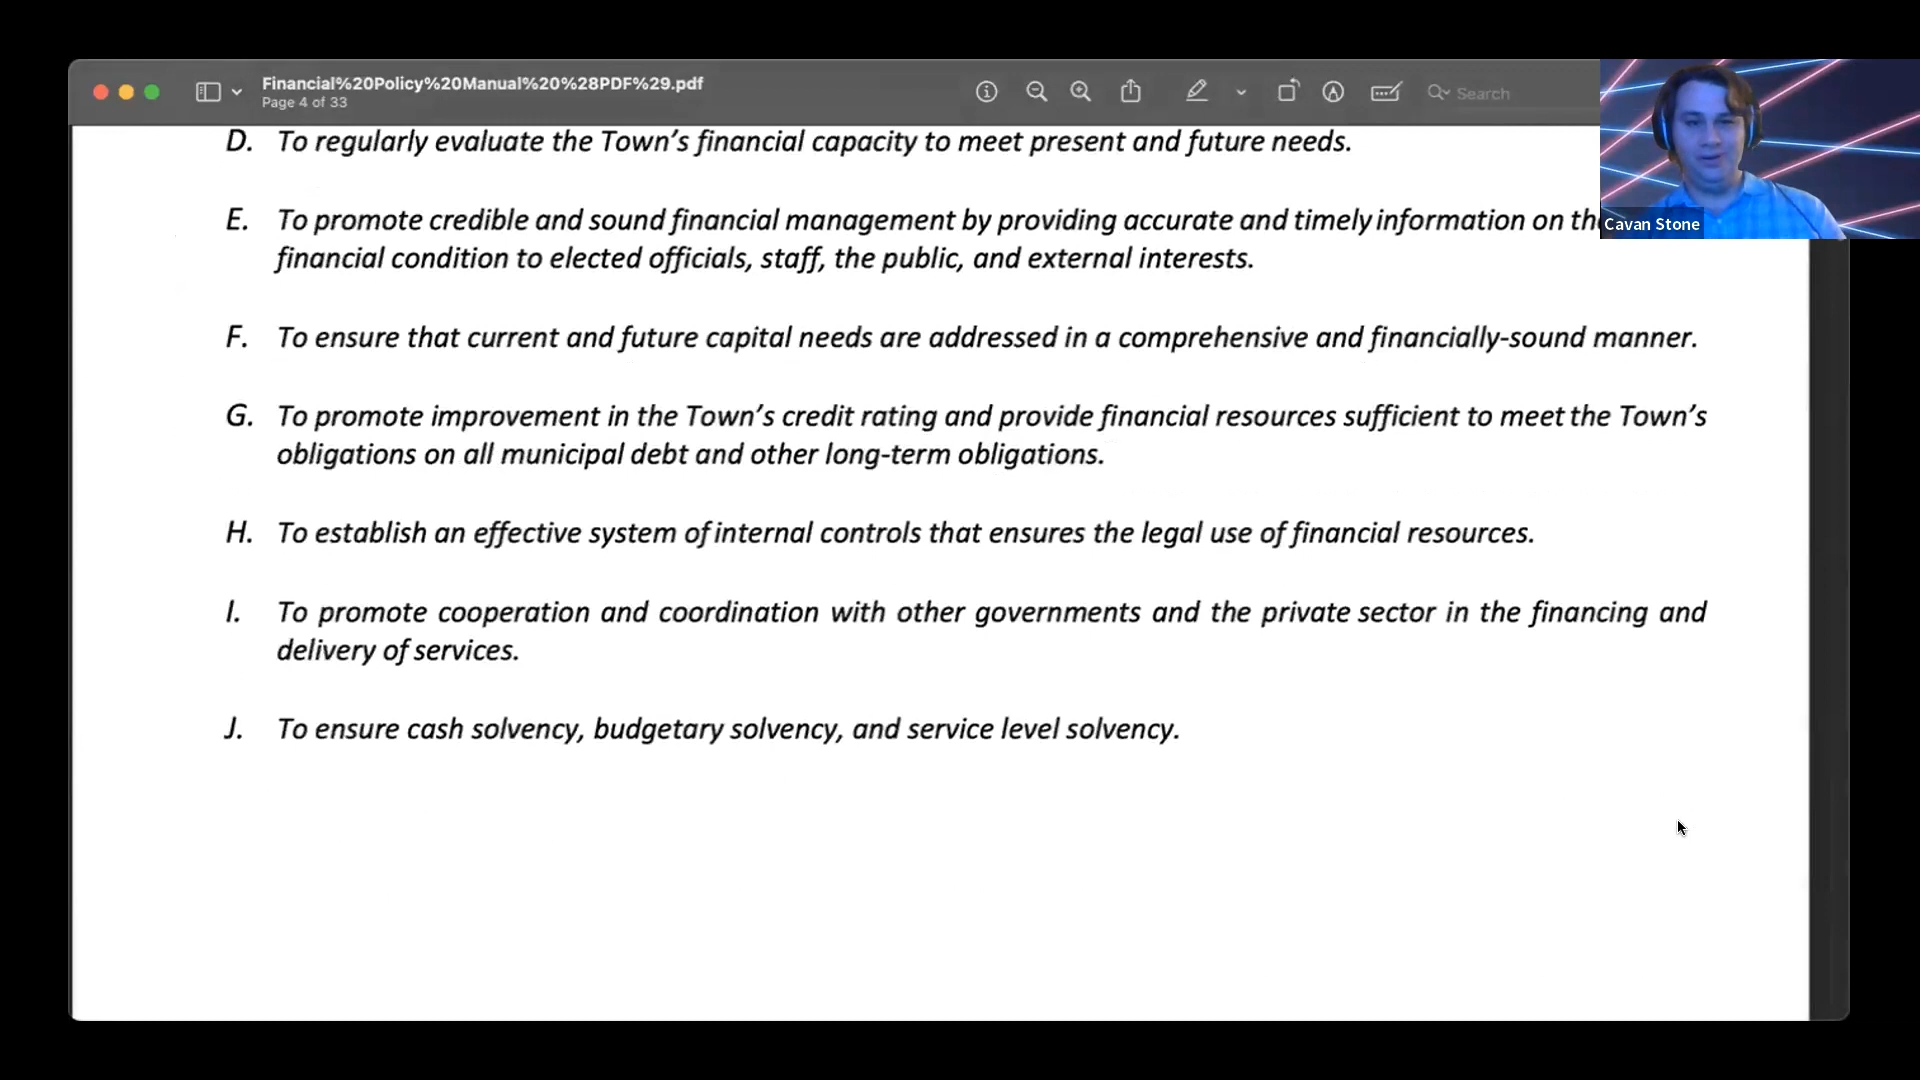 Financial%20Policy%20Manual%20%28PDF%29.pdf
Page 4 of 33
Search
Cavan Stone
D. To regularly evaluate the Town's financial capacity to meet present and future needs.
E. To promote credible and sound financial management by providing accurate and timely information on
financial condition to elected officials, staff, the public, and external interests.
F. To ensure that current and future capital needs are addressed in a comprehensive and financially-sound manner.
G. To promote improvement in the Town's credit rating and provide financial resources sufficient to meet the Town's
obligations on all municipal debt and other long-term obligations.
H. To establish an effective system of internal controls that ensures the legal use of financial resources.
I. To promote cooperation and coordination with other governments and the private sector in the financing and
delivery of services.
J. To ensure cash solvency, budgetary solvency, and service level solvency.